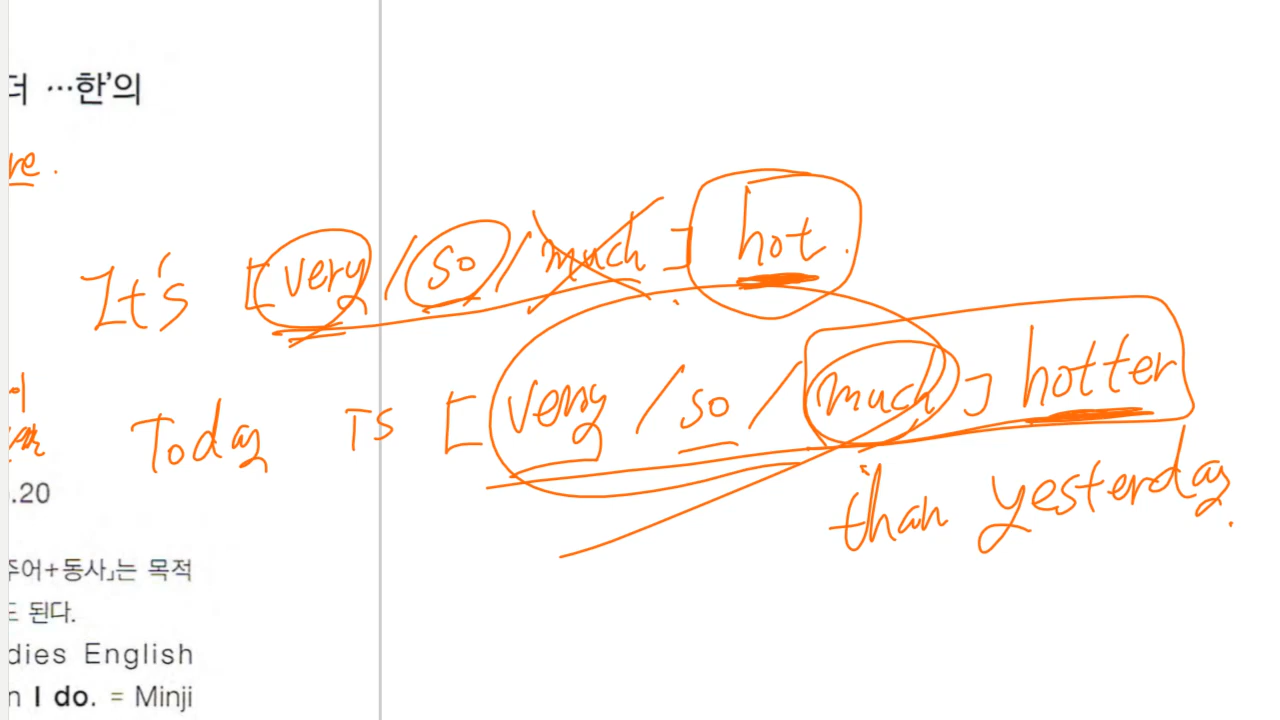 더 …한'의
re.
It's [very / so / much] hot.
Today is [very / so / much] hotter
than yesterday.
.20
주어+동사」는 목적
도 된다.
dies English
n I do. = Minji